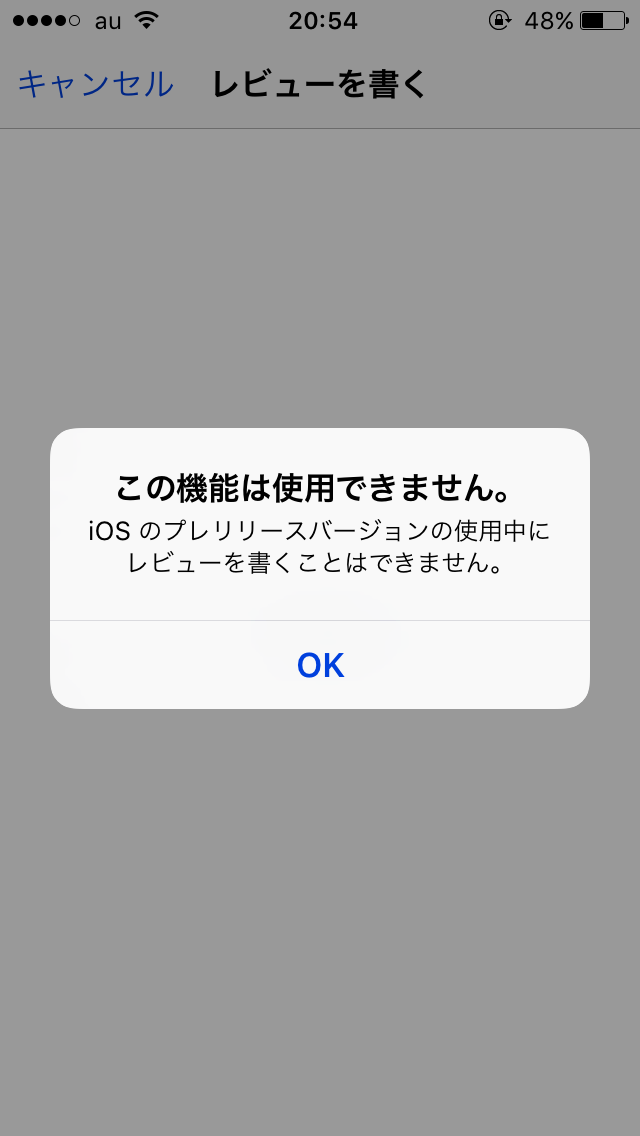 au 20:54 48%
キャンセル レビューを書く
この機能は使用できません。
iOS のプレリリースバージョンの使用中に
レビューを書くことはできません。
OK